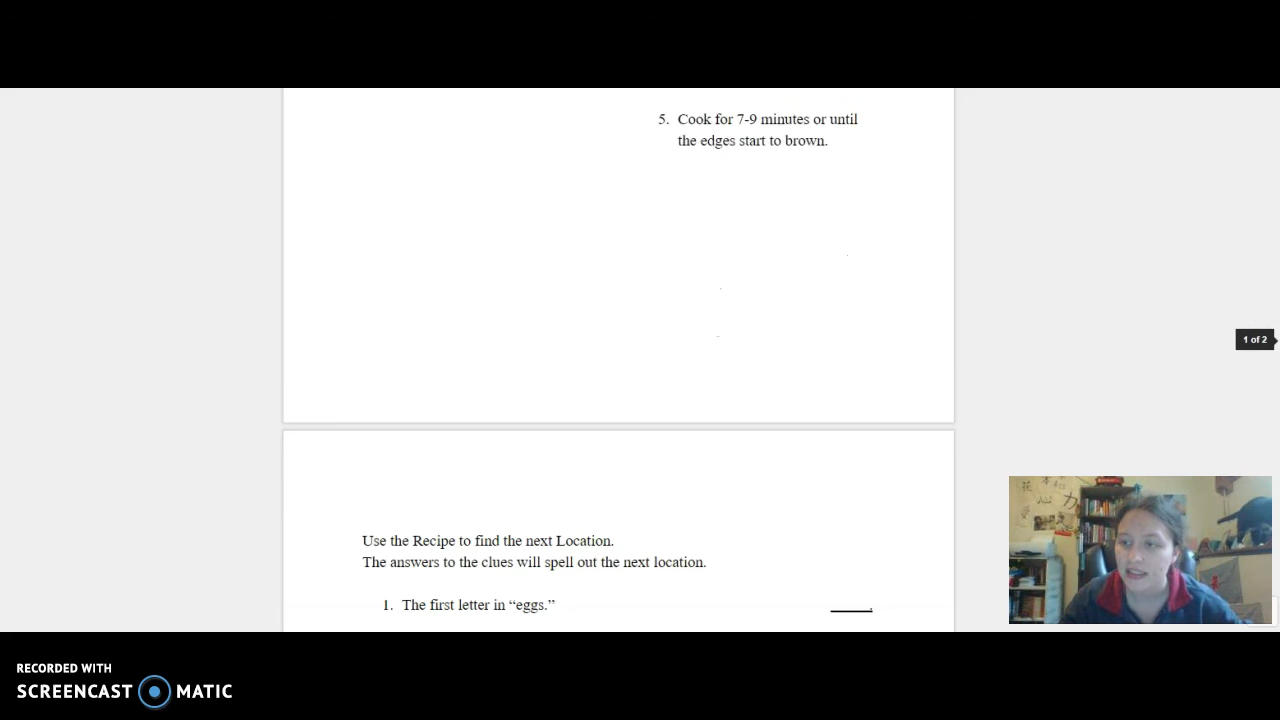 5. Cook for 7-9 minutes or until
the edges start to brown.
1 of 2
Use the Recipe to find the next Location.
The answers to the clues will spell out the next location.
1. The first letter in “eggs.”
RECORDED WITH
SCREENCAST MATIC